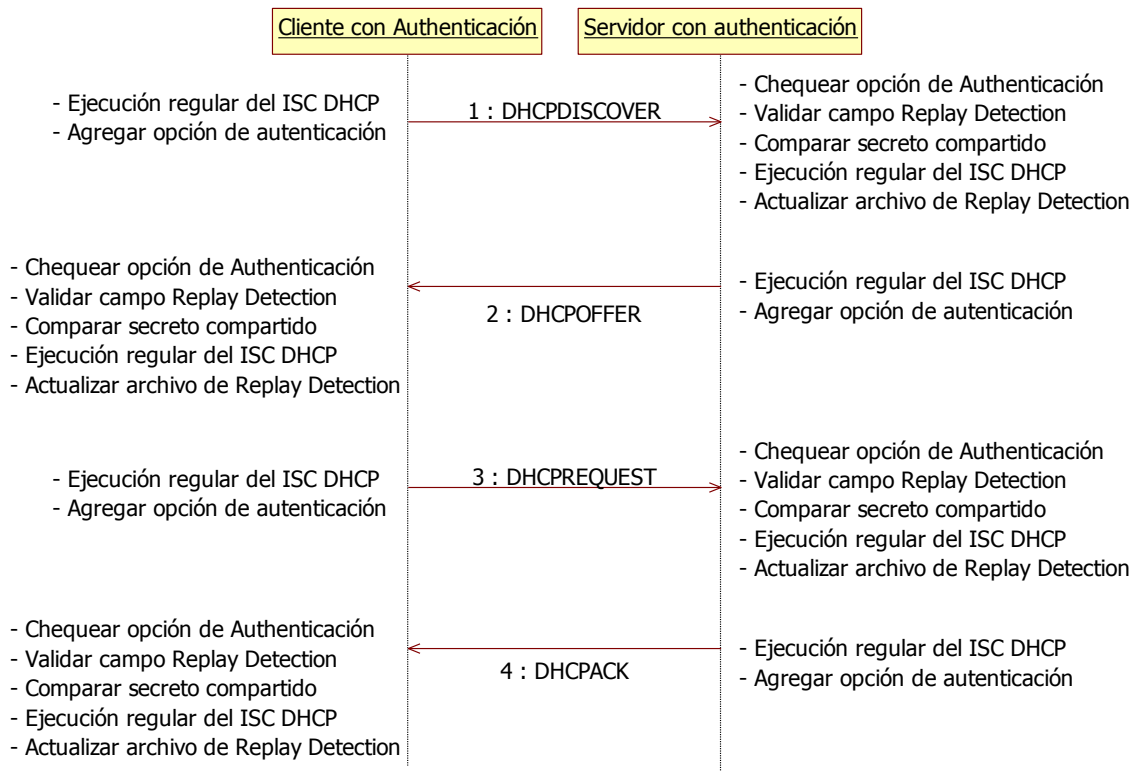 Cliente con Authenticación
Servidor con authenticación
- Ejecución regular del ISC DHCP
- Agregar opción de autenticación
1 : DHCPDISCOVER
- Chequear opción de Authenticación
- Validar campo Replay Detection
- Comparar secreto compartido
- Ejecución regular del ISC DHCP
- Actualizar archivo de Replay Detection
- Chequear opción de Authenticación
- Validar campo Replay Detection
- Comparar secreto compartido
- Ejecución regular del ISC DHCP
- Actualizar archivo de Replay Detection
2 : DHCPOFFER
- Ejecución regular del ISC DHCP
- Agregar opción de autenticación
- Ejecución regular del ISC DHCP
- Agregar opción de autenticación
3 : DHCPREQUEST
- Chequear opción de Authenticación
- Validar campo Replay Detection
- Comparar secreto compartido
- Ejecución regular del ISC DHCP
- Actualizar archivo de Replay Detection
- Chequear opción de Authenticación
- Validar campo Replay Detection
- Comparar secreto compartido
- Ejecución regular del ISC DHCP
- Actualizar archivo de Replay Detection
4 : DHCPACK
- Ejecución regular del ISC DHCP
- Agregar opción de autenticación